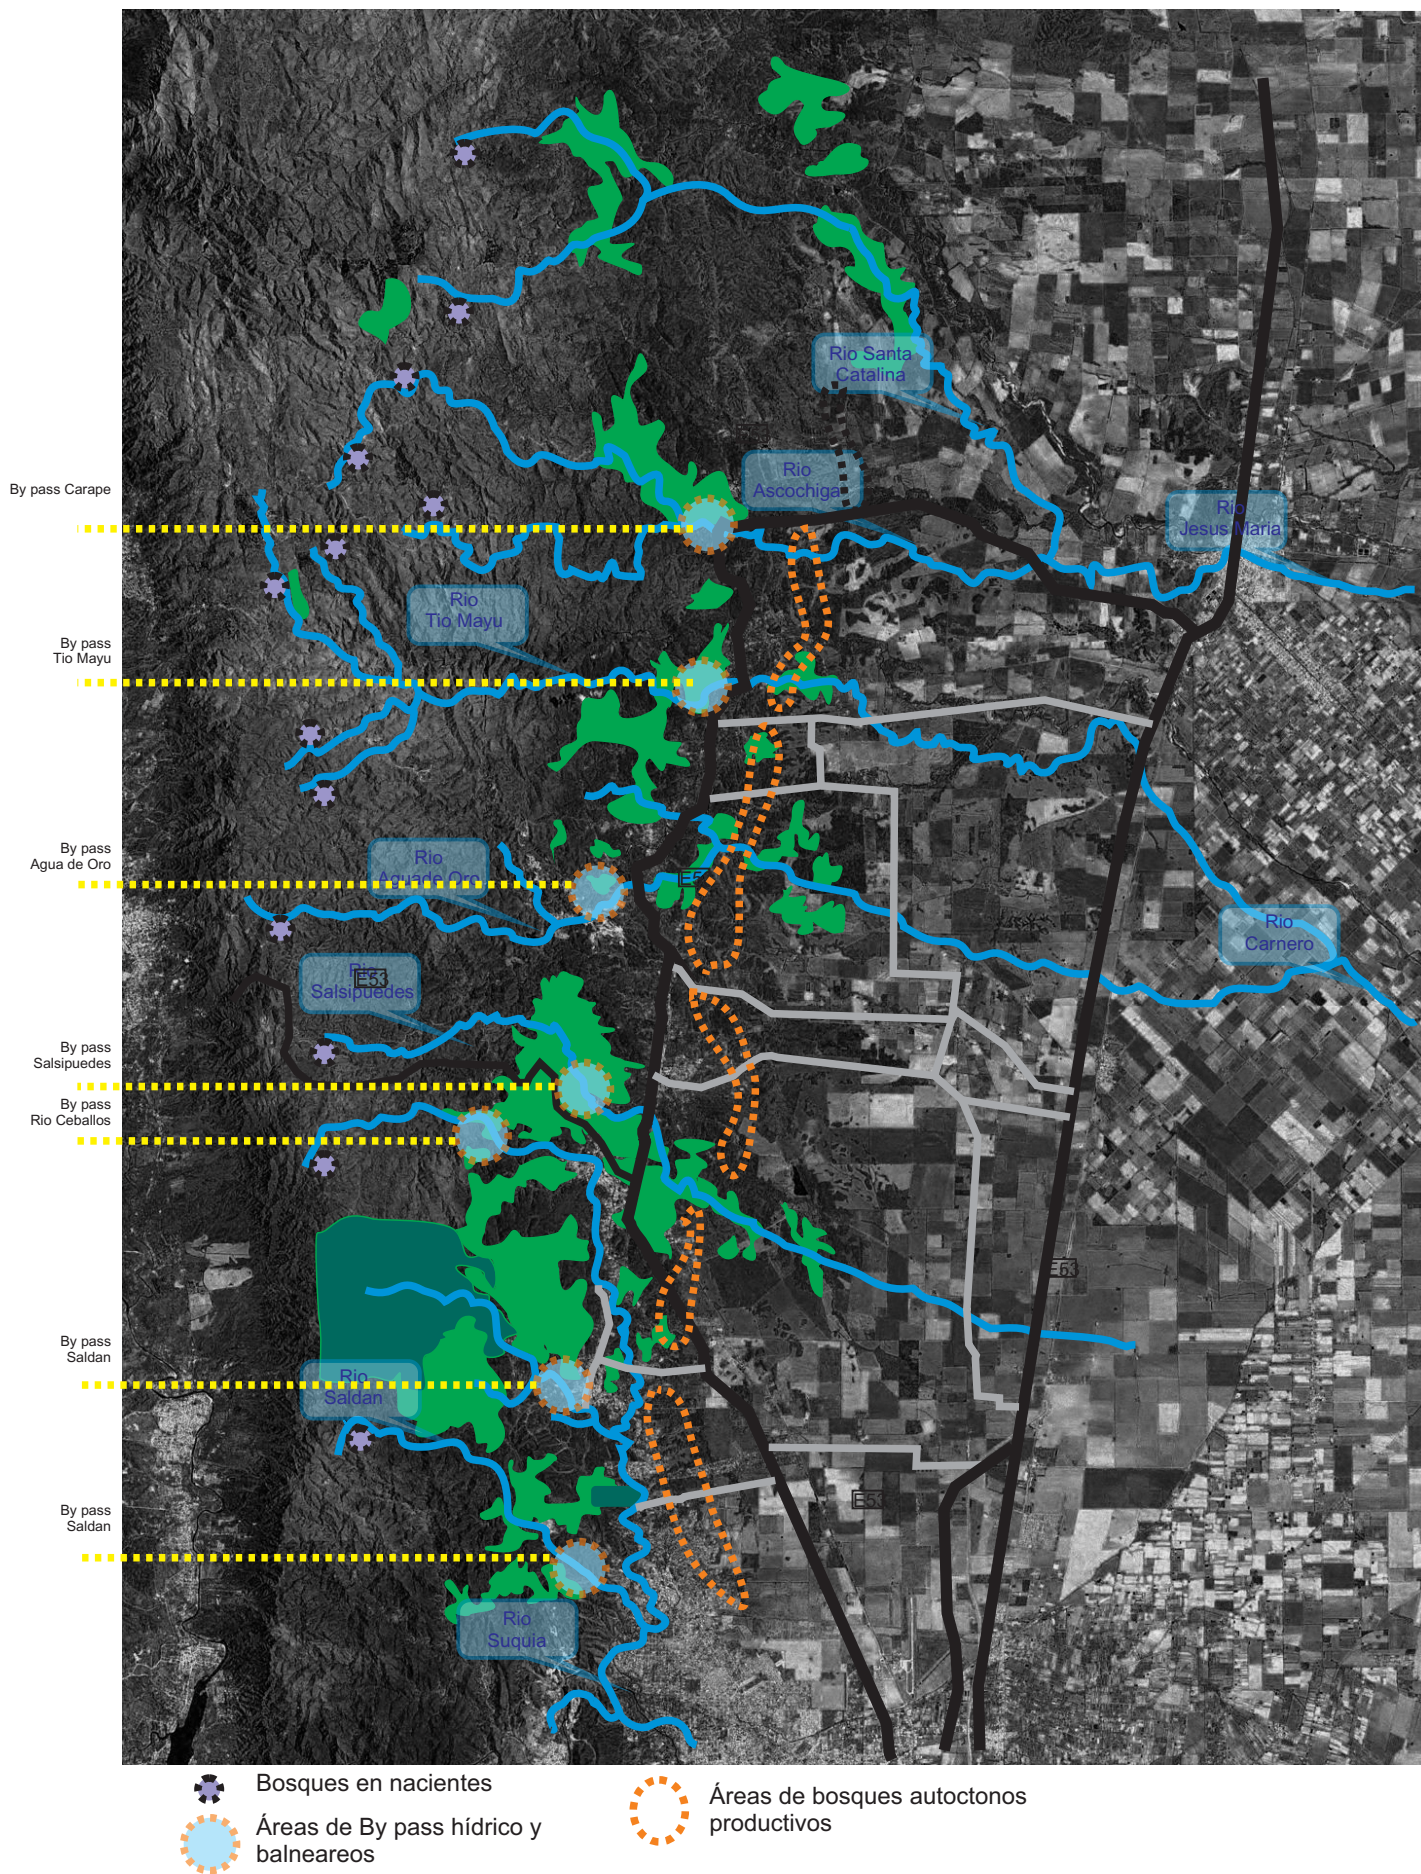 Rio Santa
Catalina
By pass Carape
Rio
Ascochiga
Rio
Jesus Maria
Rio
Tio Mayu
By pass
Tio Mayu
By pass
Agua de Oro
Rio
Aguade Oro
E53
Rio
Carnero
Rio
Salsipuedes
E53
By pass
Salsipuedes
By pass
Rio Ceballos
E53
By pass
Saldan
Rio
Saldan
E53
By pass
Saldan
Rio
Suquia
Bosques en nacientes
Áreas de By pass hídrico y
balneareos
Áreas de bosques autoctonos
productivos